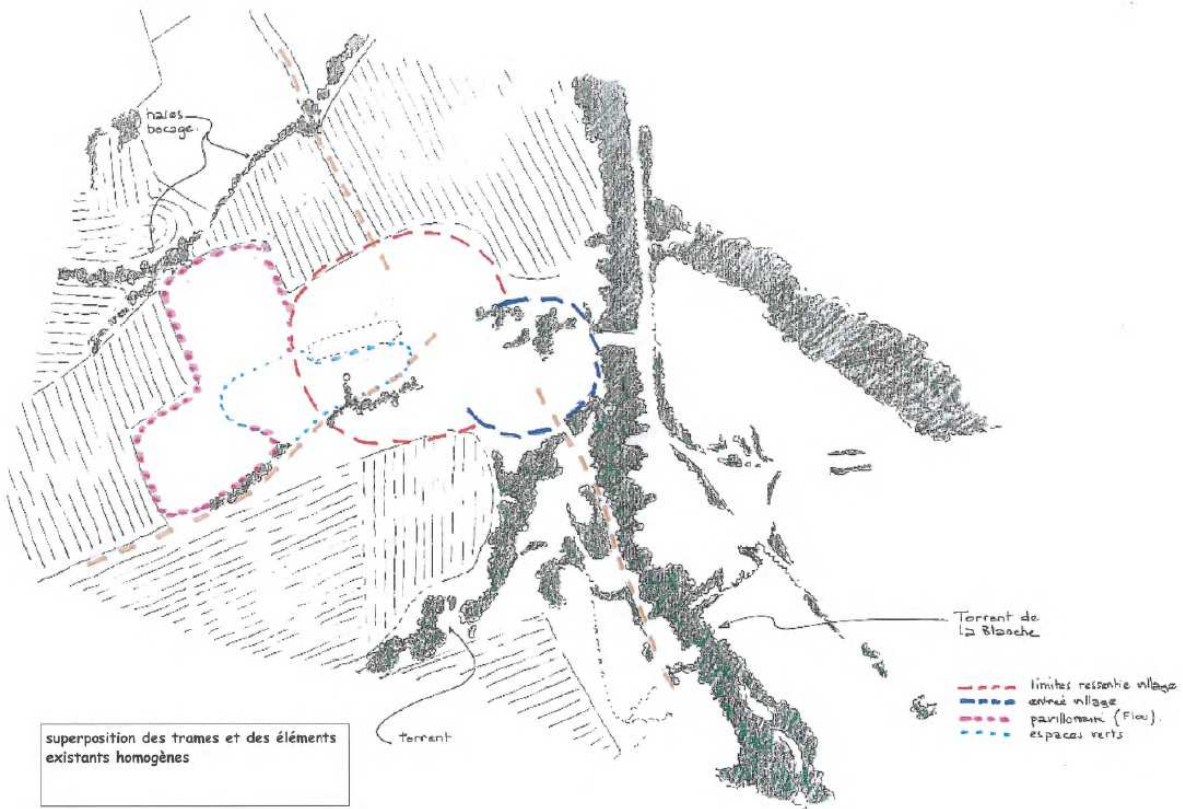 haies
bocage.
Torrent de
La Blanche
limites ressentie village
entrée village
pavillonnaire (Flou).
espaces verts
torrent
superposition des trames et des éléments
existants homogènes